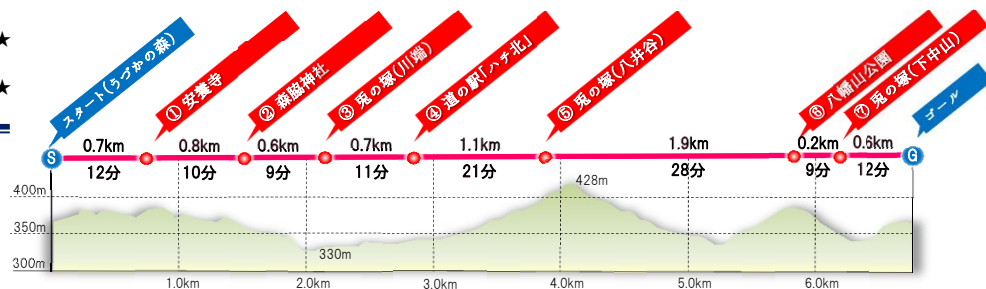 ★
★
スタート(うづかの森)
① 安養寺
② 森脇神社
③ 兎の塚(川端)
④ 道の駅「ハチ北」
⑤ 兎の塚(八井谷)
⑥ 八幡山公園
⑦ 兎の塚(下中山)
ゴール
S 0.7km 0.8km 0.6km 0.7km 1.1km 1.9km 0.2km 0.6km G
12分 10分 9分 11分 21分 28分 9分 12分
400m 428m
350m
330m
300m
1.0km 2.0km 3.0km 4.0km 5.0km 6.0km